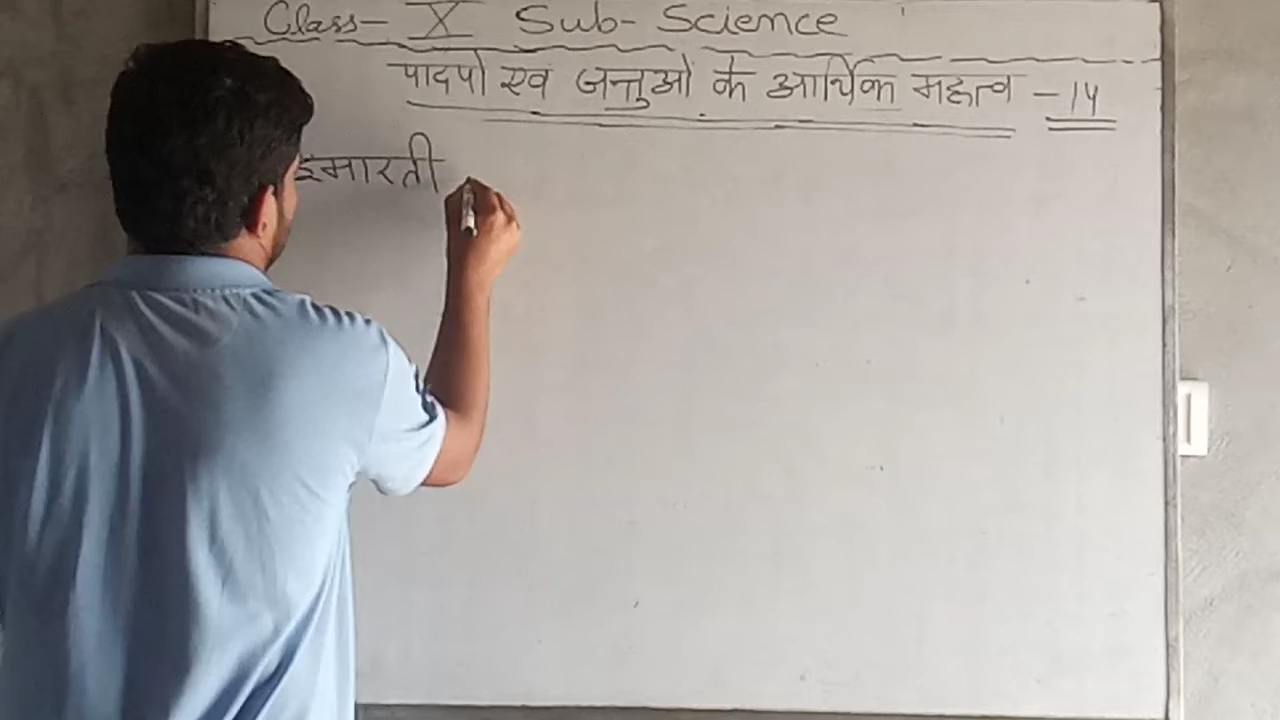 Class- X Sub- Science
पादपो एवं जन्तुओ के आर्थिक महत्व - 14
इमारती